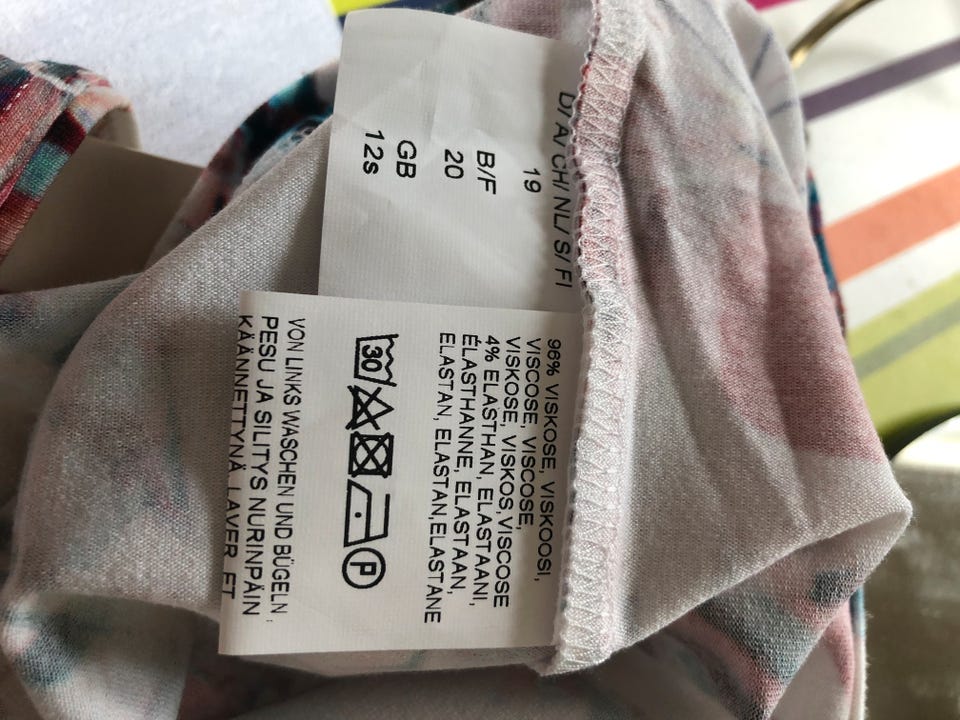 D/ A/ CH/ NL/ S/ FI
19
B/F
20
GB
12s
96% VISKOSE, VISKOOSI,
VISCOSE, VISCOSE,
VISKOSE, VISKOS,VISCOSE
4% ELASTHAN, ELASTAANI,
ÉLASTHANNE, ELASTAAN,
ELASTAN, ELASTAN,ELASTANE
30
P
VON LINKS WASCHEN UND BÜGELN ;
PESU JA SILITYS NURINPÄIN
KÄÄNNETTYNÄ LAVER ET